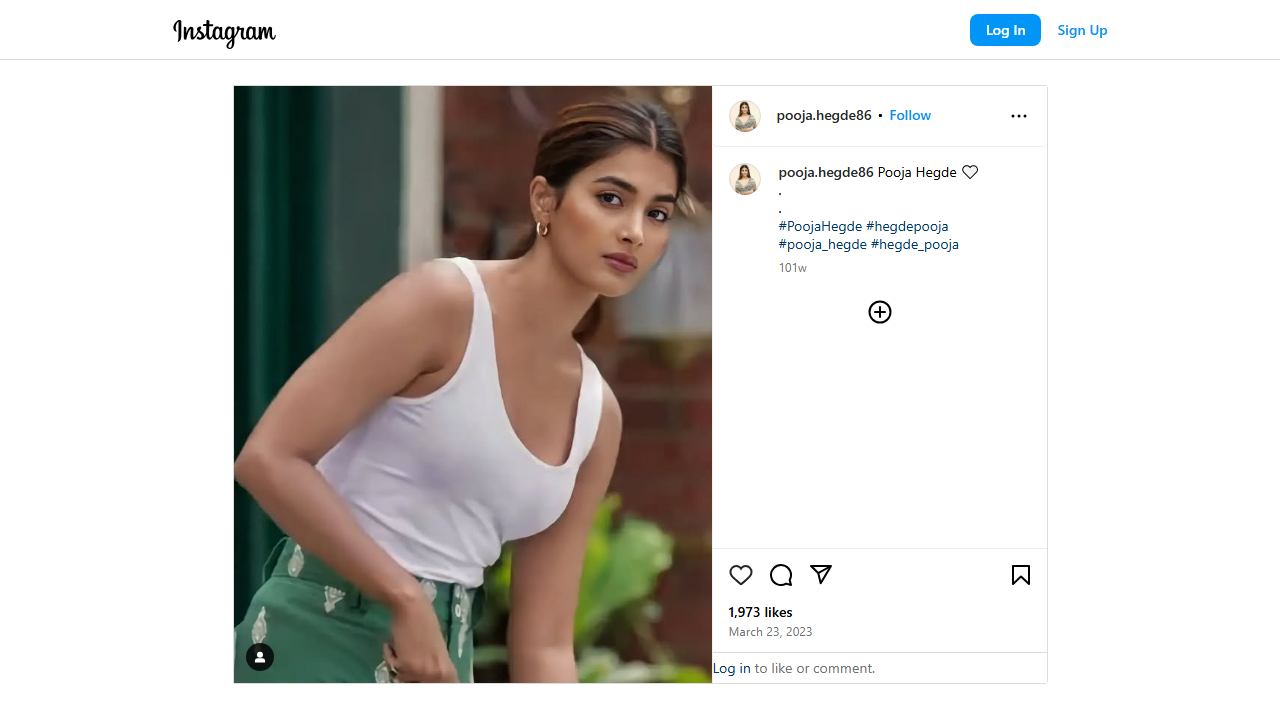 Instagram
Log In
Sign Up
pooja.hegde86 • Follow
pooja.hegde86 Pooja Hegde
.
.
#PoojaHegde #hegdepooja
#pooja_hegde #hegde_pooja
101w
1,973 likes
March 23, 2023
Log in to like or comment.